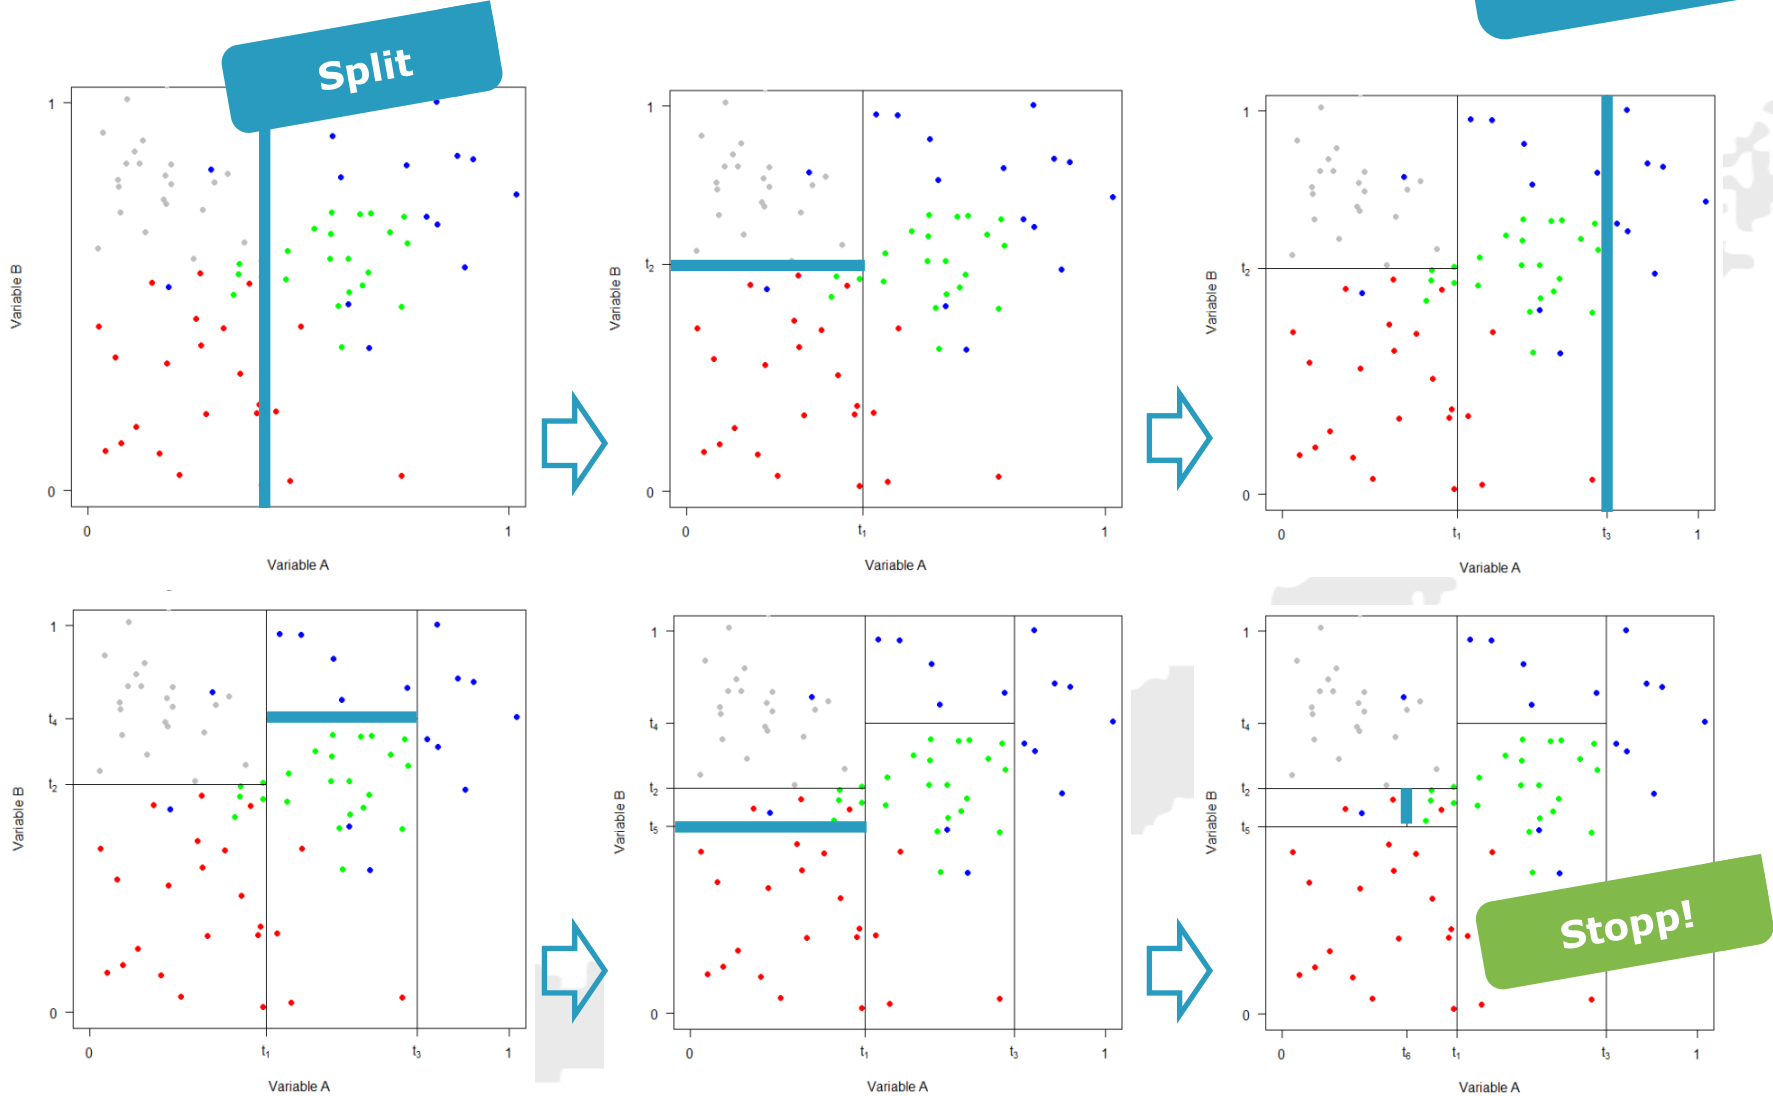 Split
1
0
Variable B
0
1
Variable A
1
t2
0
Variable B
0
t1
1
Variable A
1
t2
0
Variable B
0
t1
t3
1
Variable A
1
t4
t2
0
Variable B
0
t1
t3
1
Variable A
1
t4
t2
t5
0
Variable B
0
t1
t3
1
Variable A
1
t4
t2
t5
0
Variable B
0
t6
t1
t3
1
Variable A
Stopp!